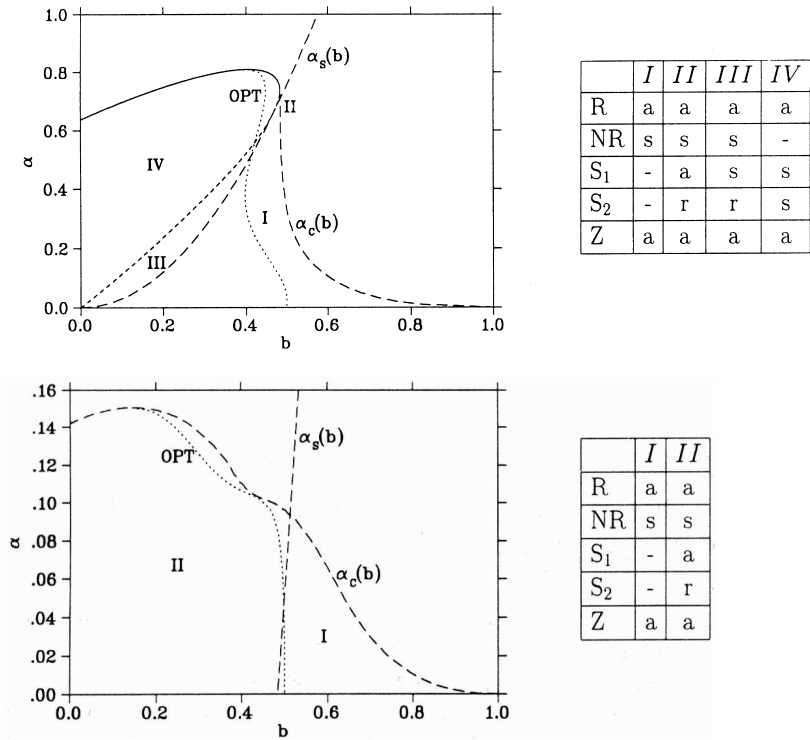 1.0
0.8
0.6
0.4
0.2
0.0
α
0.0 0.2 0.4 0.6 0.8 1.0
b
αs(b)
OPT
II
IV
I
αc(b)
III
I II III IV
R a a a a
NR s s s -
S1 - a s s
S2 - r r s
Z a a a a
.16
.14
.12
.10
.08
.06
.04
.02
.00
α
0.0 0.2 0.4 0.6 0.8 1.0
b
αs(b)
OPT
II
αc(b)
I
I II
R a a
NR s s
S1 - a
S2 - r
Z a a